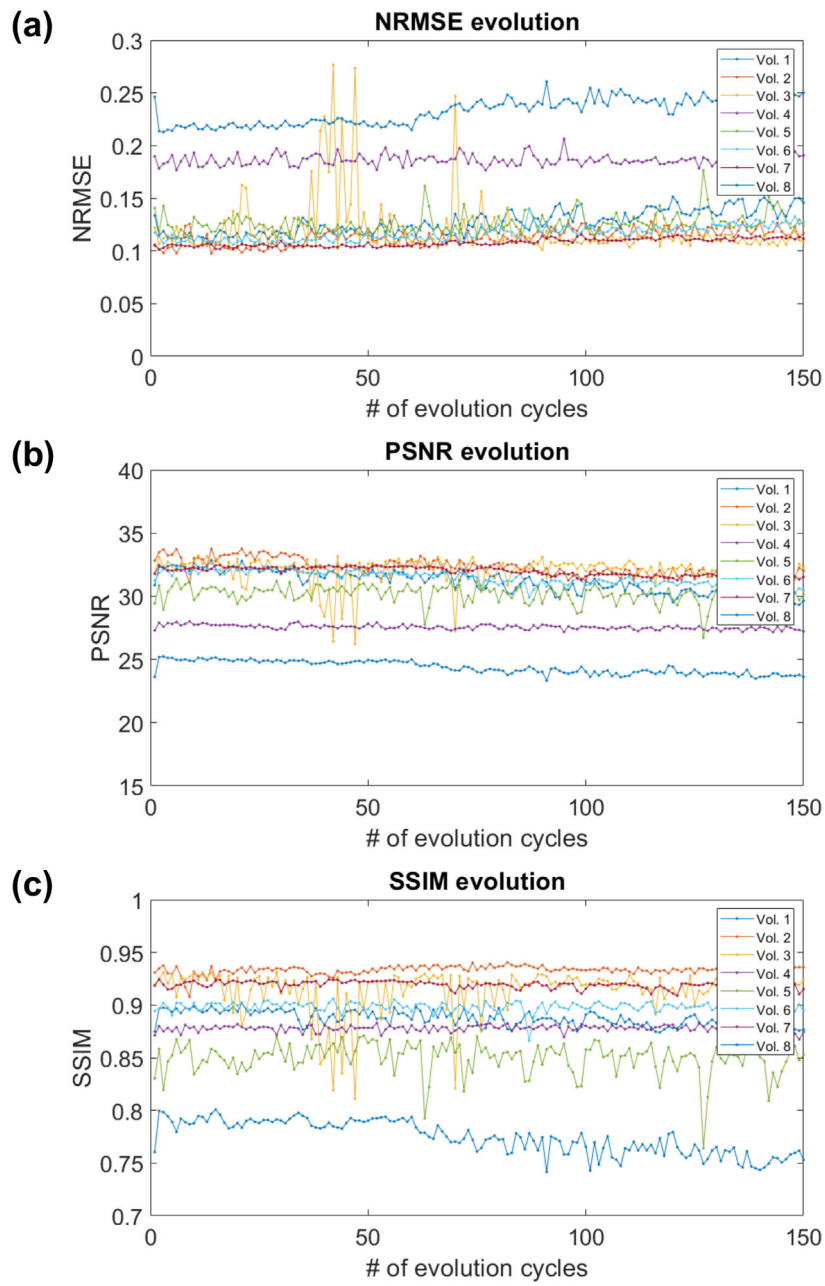 (a)
NRMSE evolution
0.3
0.25
0.2
0.15
0.1
0.05
0
NRMSE
Vol. 1
Vol. 2
Vol. 3
Vol. 4
Vol. 5
Vol. 6
Vol. 7
Vol. 8
0 50 100 150
# of evolution cycles
(b)
PSNR evolution
40
35
30
25
20
15
PSNR
Vol. 1
Vol. 2
Vol. 3
Vol. 4
Vol. 5
Vol. 6
Vol. 7
Vol. 8
0 50 100 150
# of evolution cycles
(c)
SSIM evolution
1
0.95
0.9
0.85
0.8
0.75
0.7
SSIM
Vol. 1
Vol. 2
Vol. 3
Vol. 4
Vol. 5
Vol. 6
Vol. 7
Vol. 8
0 50 100 150
# of evolution cycles